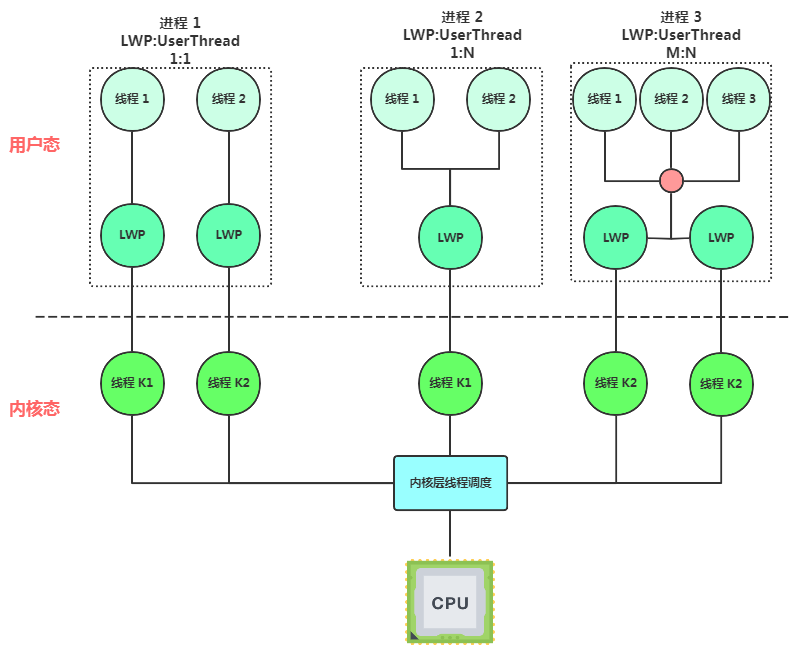 进程 1
LWP:UserThread
1:1
进程 2
LWP:UserThread
1:N
进程 3
LWP:UserThread
M:N
线程 1
线程 2
线程 1
线程 2
线程 1
线程 2
线程 3
用户态
LWP
LWP
LWP
LWP
LWP
线程 K1
线程 K2
线程 K1
线程 K2
线程 K2
内核态
内核层线程调度
CPU